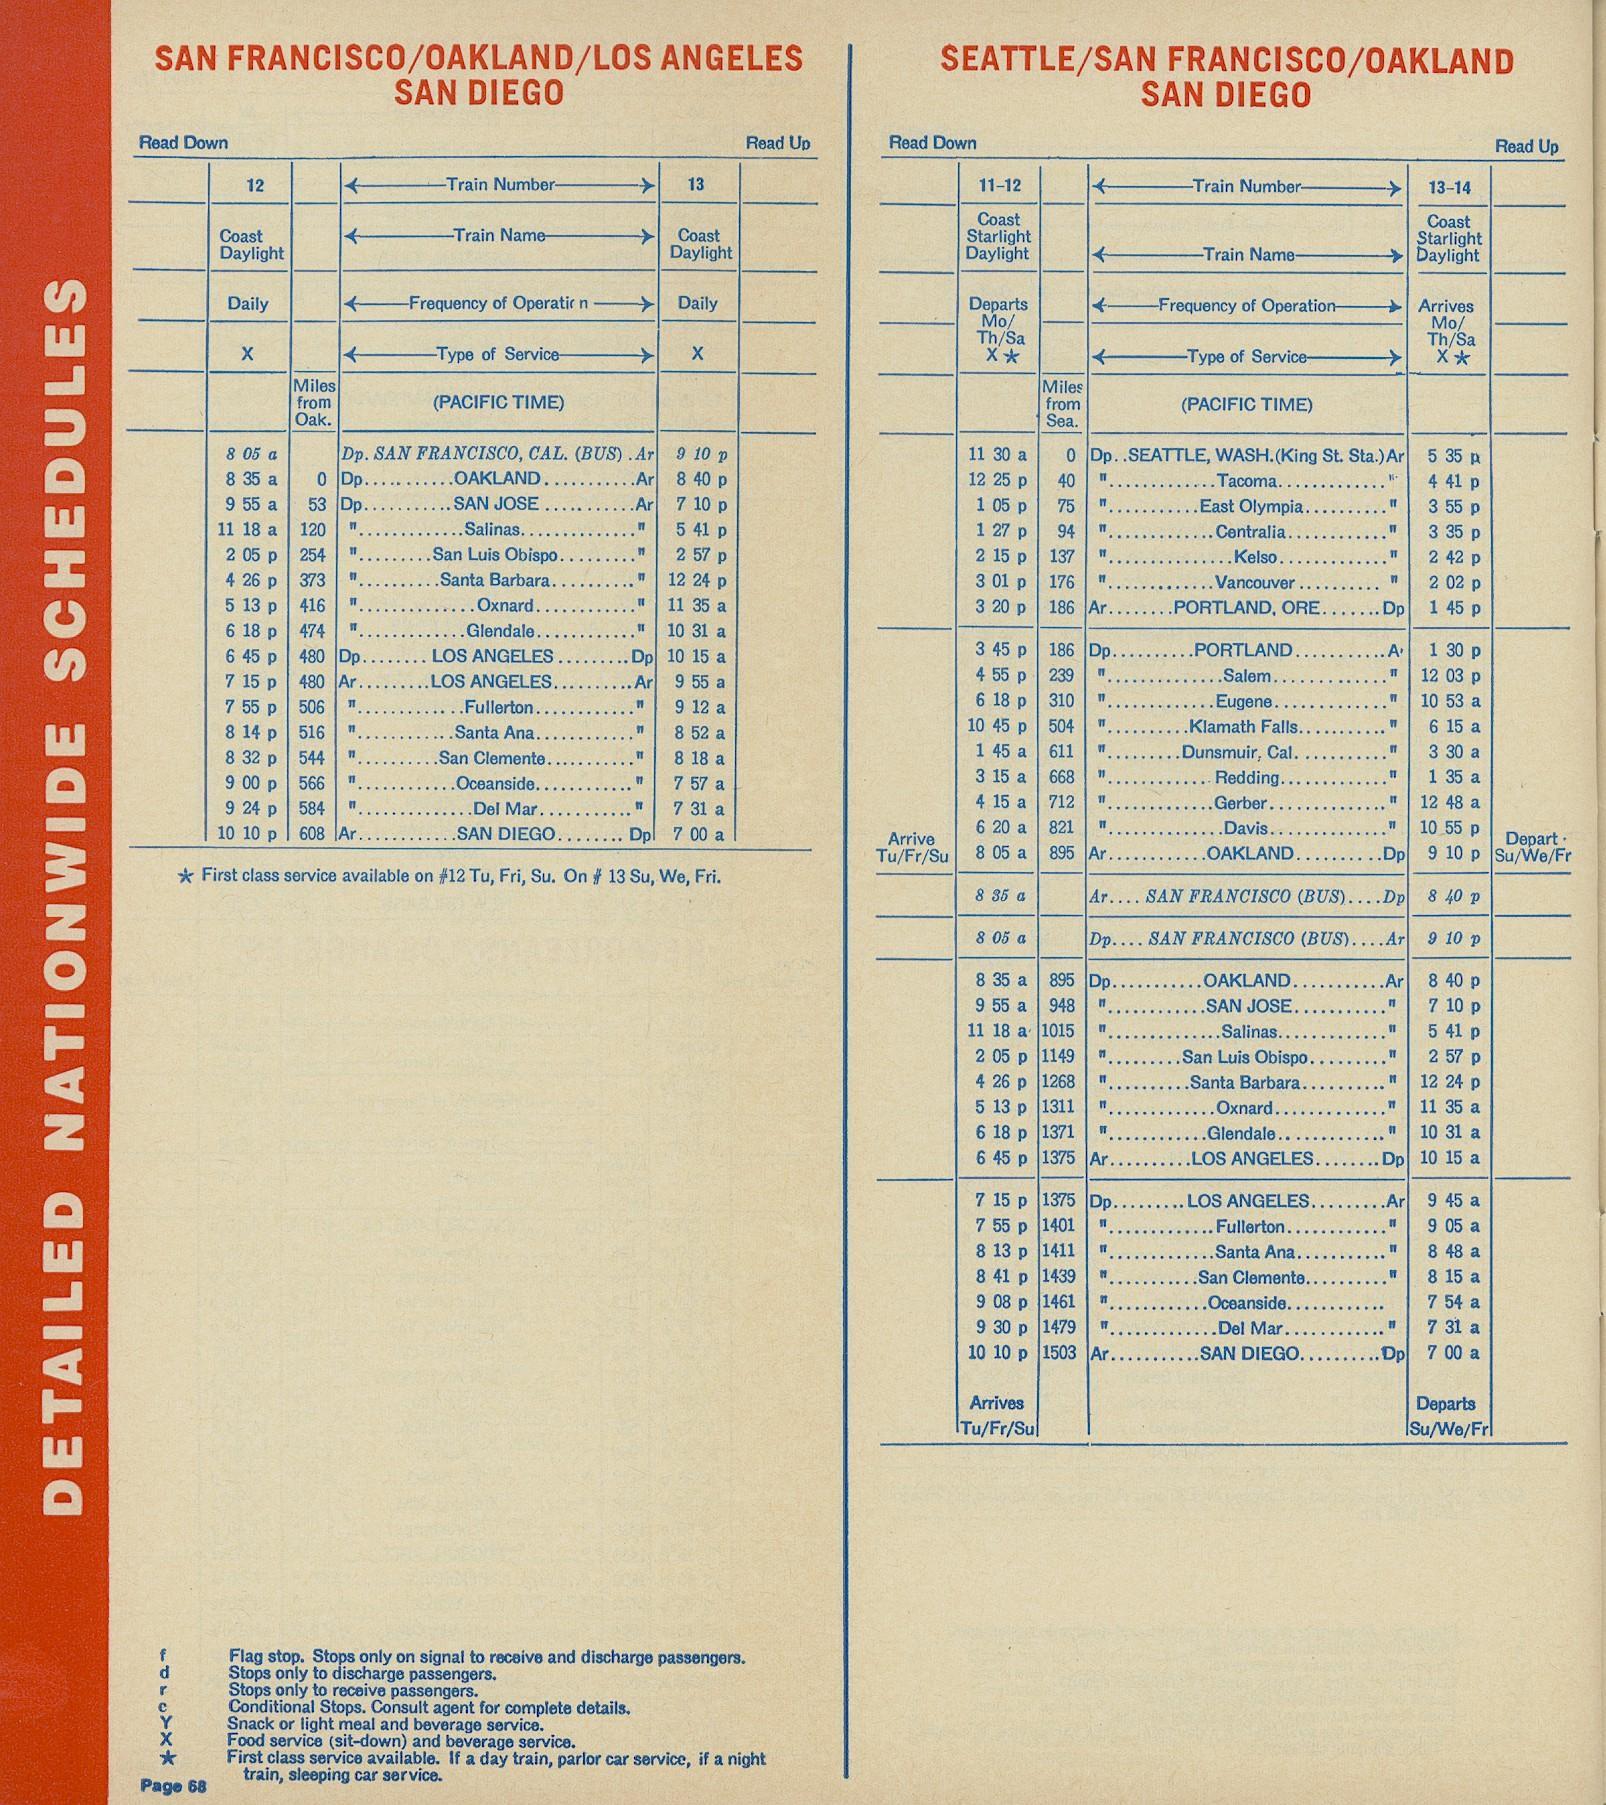 DETAILED NATIONWIDE SCHEDULES
SAN FRANCISCO/OAKLAND/LOS ANGELES
SAN DIEGO
Read Down Read Up
12 Train Number 13
Coast Daylight Train Name Coast Daylight
Daily Frequency of Operatic n Daily
X Type of Service X
Miles from Oak. (PACIFIC TIME)
8 05 a Dp. SAN FRANCISCO, CAL. (BUS) .Ar 9 10 p
8 35 a 0 Dp...........OAKLAND...........Ar 8 40 p
9 55 a 53 Dp...........SAN JOSE...........Ar 7 10 p
11 18 a 120 ".............Salinas.............." 5 41 p
2 05 p 254 "..........San Luis Obispo........." 2 57 p
4 26 p 373 "..........Santa Barbara.........." 12 24 p
5 13 p 416 "..............Oxnard............" 11 35 a
6 18 p 474 ".............Glendale............" 10 31 a
6 45 p 480 Dp........ LOS ANGELES .........Dp 10 15 a
7 15 p 480 Ar.........LOS ANGELES..........Ar 9 55 a
7 55 p 506 ".............Fullerton............" 9 12 a
8 14 p 516 "............Santa Ana............" 8 52 a
8 32 p 544 "..........San Clemente..........." 8 18 a
9 00 p 566 "............Oceanside............" 7 57 a
9 24 p 584 "..............Del Mar............" 7 31 a
10 10 p 608 Ar............SAN DIEGO........ Dp 7 00 a
★ First class service available on #12 Tu, Fri, Su. On # 13 Su, We, Fri.
f Flag stop. Stops only on signal to receive and discharge passengers.
d Stops only to discharge passengers.
r Stops only to receive passengers.
c Conditional Stops. Consult agent for complete details.
Y Snack or light meal and beverage service.
X Food service (sit-down) and beverage service.
★ First class service available. If a day train, parlor car service, if a night
train, sleeping car service.
Page 68
SEATTLE/SAN FRANCISCO/OAKLAND
SAN DIEGO
Read Down Read Up
11-12 Train Number 13-14
Coast Starlight Daylight Train Name Coast Starlight Daylight
Departs Mo/ Th/Sa Frequency of Operation Arrives Mo/ Th/Sa
X ★ Type of Service X ★
Miles from Sea. (PACIFIC TIME)
11 30 a 0 Dp..SEATTLE, WASH.(King St. Sta.)Ar 5 35 p
12 25 p 40 "..............Tacoma............." 4 41 p
1 05 p 75 "............East Olympia.........." 3 55 p
1 27 p 94 ".............Centralia............" 3 35 p
2 15 p 137 "................Kelso............." 2 42 p
3 01 p 176 ".............Vancouver ..........." 2 02 p
3 20 p 186 Ar........PORTLAND, ORE.......Dp 1 45 p
3 45 p 186 Dp..........PORTLAND...........A 1 30 p
4 55 p 239 "...............Salem.............." 12 03 p
6 18 p 310 "..............Eugene............." 10 53 a
10 45 p 504 "..........Klamath Falls..........." 6 15 a
1 45 a 611 ".........Dunsmuir, Cal............" 3 30 a
3 15 a 668 "..............Redding............." 1 35 a
4 15 a 712 "..............Gerber............." 12 48 a
6 20 a 821 "...............Davis.............." 10 55 p
Arrive Tu/Fr/Su 8 05 a 895 Ar............OAKLAND..........Dp 9 10 p Depart Su/We/Fr
8 35 a Ar.... SAN FRANCISCO (BUS)....Dp 8 40 p
8 05 a Dp.... SAN FRANCISCO (BUS)....Ar 9 10 p
8 35 a 895 Dp..........OAKLAND...........Ar 8 40 p
9 55 a 948 "............SAN JOSE..........." 7 10 p
11 18 a 1015 "..............Salinas............." 5 41 p
2 05 p 1149 ".........San Luis Obispo........." 2 57 p
4 26 p 1268 "..........Santa Barbara.........." 12 24 p
5 13 p 1311 ".............Oxnard............." 11 35 a
6 18 p 1371 "............Glendale............." 10 31 a
6 45 p 1375 Ar..........LOS ANGELES........Dp 10 15 a
7 15 p 1375 Dp......... LOS ANGELES.........Ar 9 45 a
7 55 p 1401 ".............Fullerton............" 9 05 a
8 13 p 1411 ".............Santa Ana..........." 8 48 a
8 41 p 1439 "...........San Clemente.........." 8 15 a
9 08 p 1461 "............Oceanside............ 7 54 a
9 30 p 1479 ".............Del Mar............." 7 31 a
10 10 p 1503 Ar...........SAN DIEGO..........Dp 7 00 a
Arrives Departs
Tu/Fr/Su Su/We/Fr